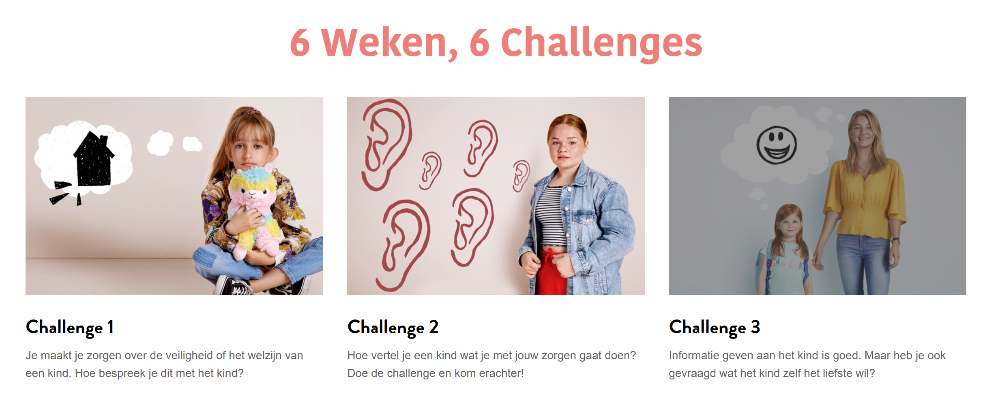 6 Weken, 6 Challenges
Challenge 1
Je maakt je zorgen over de veiligheid of het welzijn van
een kind. Hoe bespreek je dit met het kind?
Challenge 2
Hoe vertel je een kind wat je met jouw zorgen gaat doen?
Doe de challenge en kom erachter!
Challenge 3
Informatie geven aan het kind is goed. Maar heb je ook
gevraagd wat het kind zelf het liefste wil?